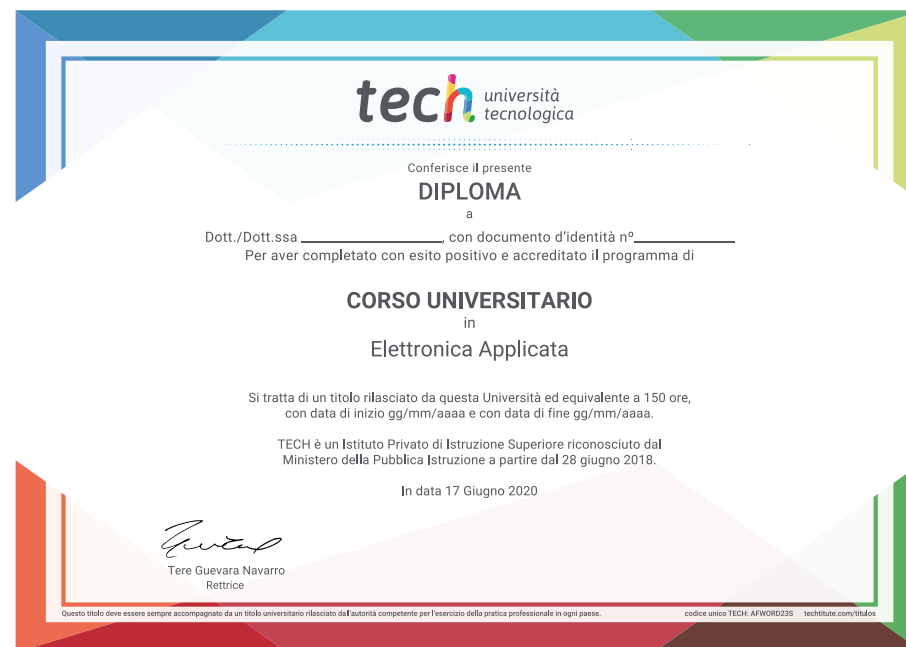 tech università
tecnologica
Conferisce il presente
DIPLOMA
a
Dott./Dott.ssa ____________________, con documento d'identità nº______________
Per aver completato con esito positivo e accreditato il programma di
CORSO UNIVERSITARIO
in
Elettronica Applicata
Si tratta di un titolo rilasciato da questa Università ed equivalente a 150 ore,
con data di inizio gg/mm/aaaa e con data di fine gg/mm/aaaa.
TECH è un Istituto Privato di Istruzione Superiore riconosciuto dal
Ministero della Pubblica Istruzione a partire dal 28 giugno 2018.
In data 17 Giugno 2020
Tere Guevara Navarro
Rettrice
Questo titolo deve essere sempre accompagnato da un titolo universitario rilasciato dall'autorità competente per l'esercizio della pratica professionale in ogni paese. codice unico TECH: AFWORD23S techtitute.com/títulos